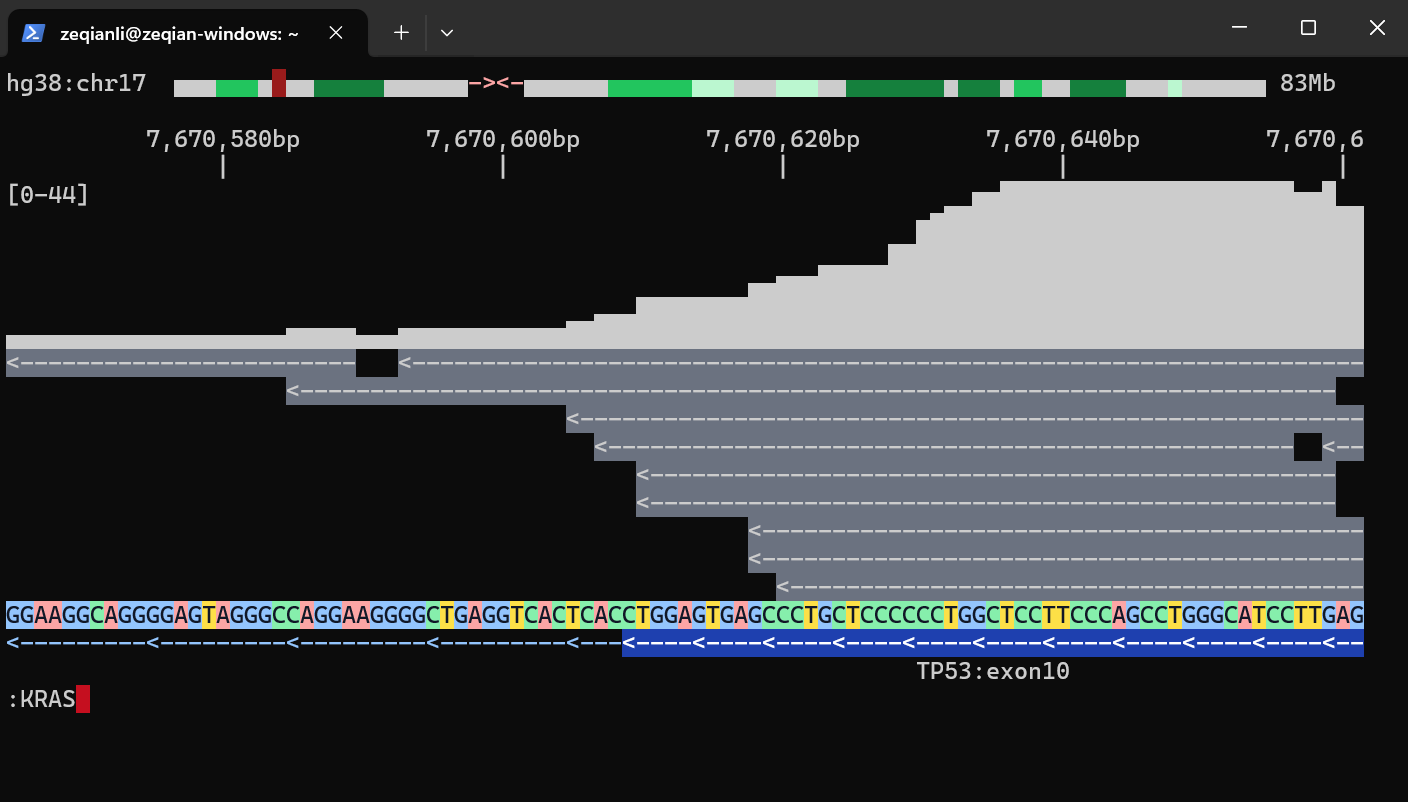 zeqianli@zeqian-windows: ~
hg38:chr17 -><- 83Mb
7,670,580bp 7,670,600bp 7,670,620bp 7,670,640bp 7,670,6
[0-44]
<------------------------ <--------------------------------------------------------------------
<--------------------------------------------------------------------------
<--------------------------------------------------------
<------------------------------------------------- <--
<-------------------------------------------------
<-------------------------------------------------
<-------------------------------------------
<-------------------------------------------
<-----------------------------------------
GGAAGGCAGGGGAGTAGGGCCAGGAAGGGGCTGAGGTCACTCACCTGGAGTGAGCCCTGCTCCCCCCTGGCTCCTTCCCAGCCTGGGCATCCTTGAG
<---------<---------<---------<---------<---<----<----<----<----<----<----<----<----<----<----<--
TP53:exon10
:KRAS